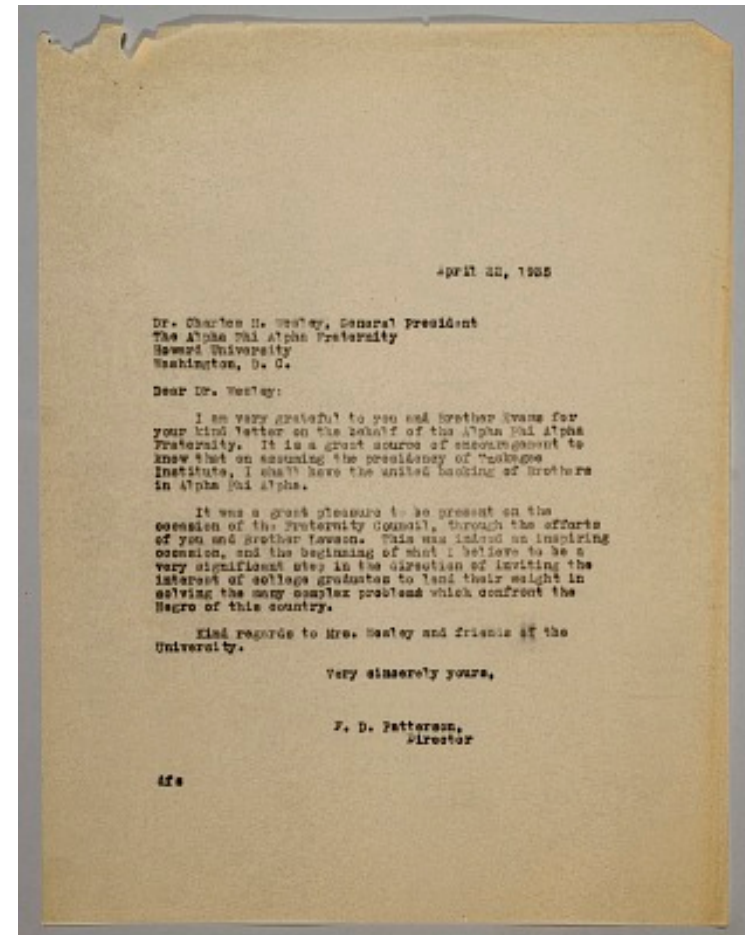 April 22, 1935
Dr. Charles H. Wesley, General President
The Alpha Phi Alpha Fraternity
Howard University
Washington, D. C.
Dear Dr. Wesley:
I am very grateful to you and Brother Evans for
your kind letter on the behalf of the Alpha Phi Alpha
Fraternity. It is a great source of encouragement to
know that on assuming the presidency of Tuskegee
Institute, I shall have the united backing of Brothers
in Alpha Phi Alpha.
It was a great pleasure to be present on the
occasion of the Fraternity Council, through the efforts
of you and Brother Lawson. This was indeed an inspiring
occasion, and the beginning of what I believe to be a
very significant step in the direction of inviting the
interest of college graduates to lend their weight in
solving the many complex problems which confront the
Negro of this country.
Kind regards to Mrs. Wesley and friends of the
University.
Very sincerely yours,
F. D. Patterson,
Director